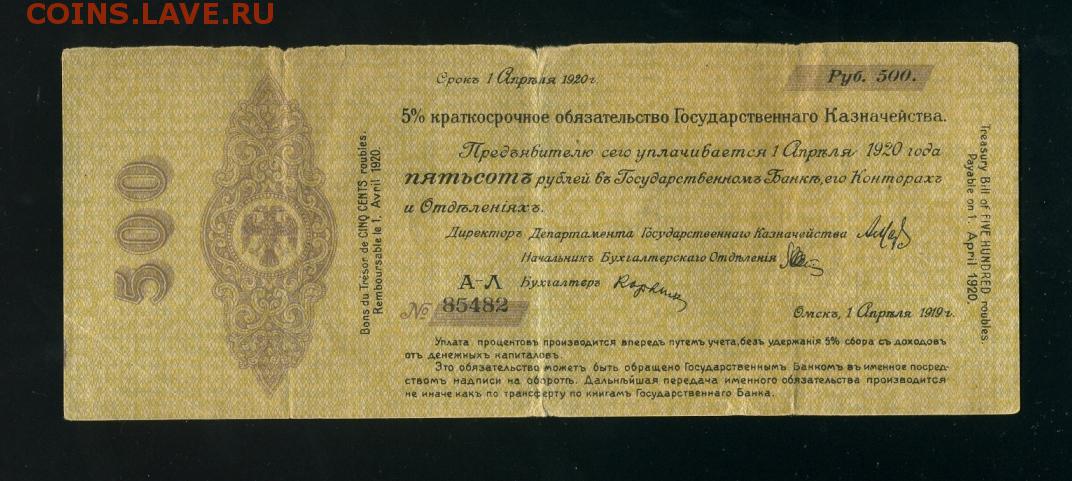 COINS.LAVE.RU
Срокъ 1 Апрѣля 1920 г.
Руб. 500.
5% краткосрочное обязательство Государственнаго Казначейства.
Предъявителю сего уплачивается 1 Апрѣля 1920 года
пятьсотъ рублей въ Государственномъ Банкѣ, его Конторахъ
и Отдѣленіяхъ.
Директоръ Департамента Государственнаго Казначейства
Начальник Бухгалтерскаго Отдѣленія
А-Л Бухгалтеръ
№ 85482
Омскъ, 1 Апрѣля 1919 г.
Уплата процентовъ производится впередъ путемъ учета, безъ удержанія 5% сбора съ доходовъ
отъ денежныхъ капиталовъ.
Это обязательство можетъ быть обращено Государственнымъ Банкомъ въ именное посред-
ствомъ надписи на оборотѣ. Дальнѣйшая передача именного обязательства производится
не иначе какъ по трансферту по книгамъ Государственнаго Банка.
500
Bons du Tresor de CINQ CENTS roubles.
Remboursable le 1. Avril 1920.
Treasury Bill of FIVE HUNDRED roubles.
Payable on 1. April 1920.